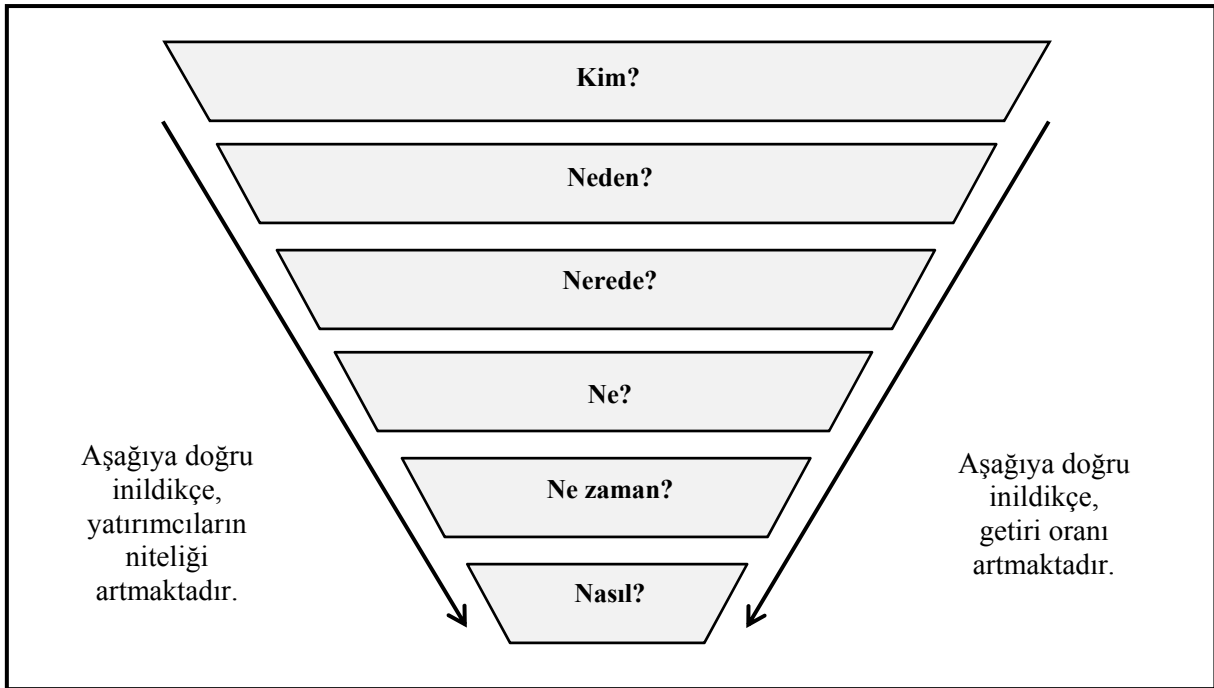 Kim?
Neden?
Nerede?
Ne?
Ne zaman?
Nasıl?
Aşağıya doğru
inildikçe,
yatırımcıların
niteliği
artmaktadır.
Aşağıya doğru
inildikçe,
getiri oranı
artmaktadır.